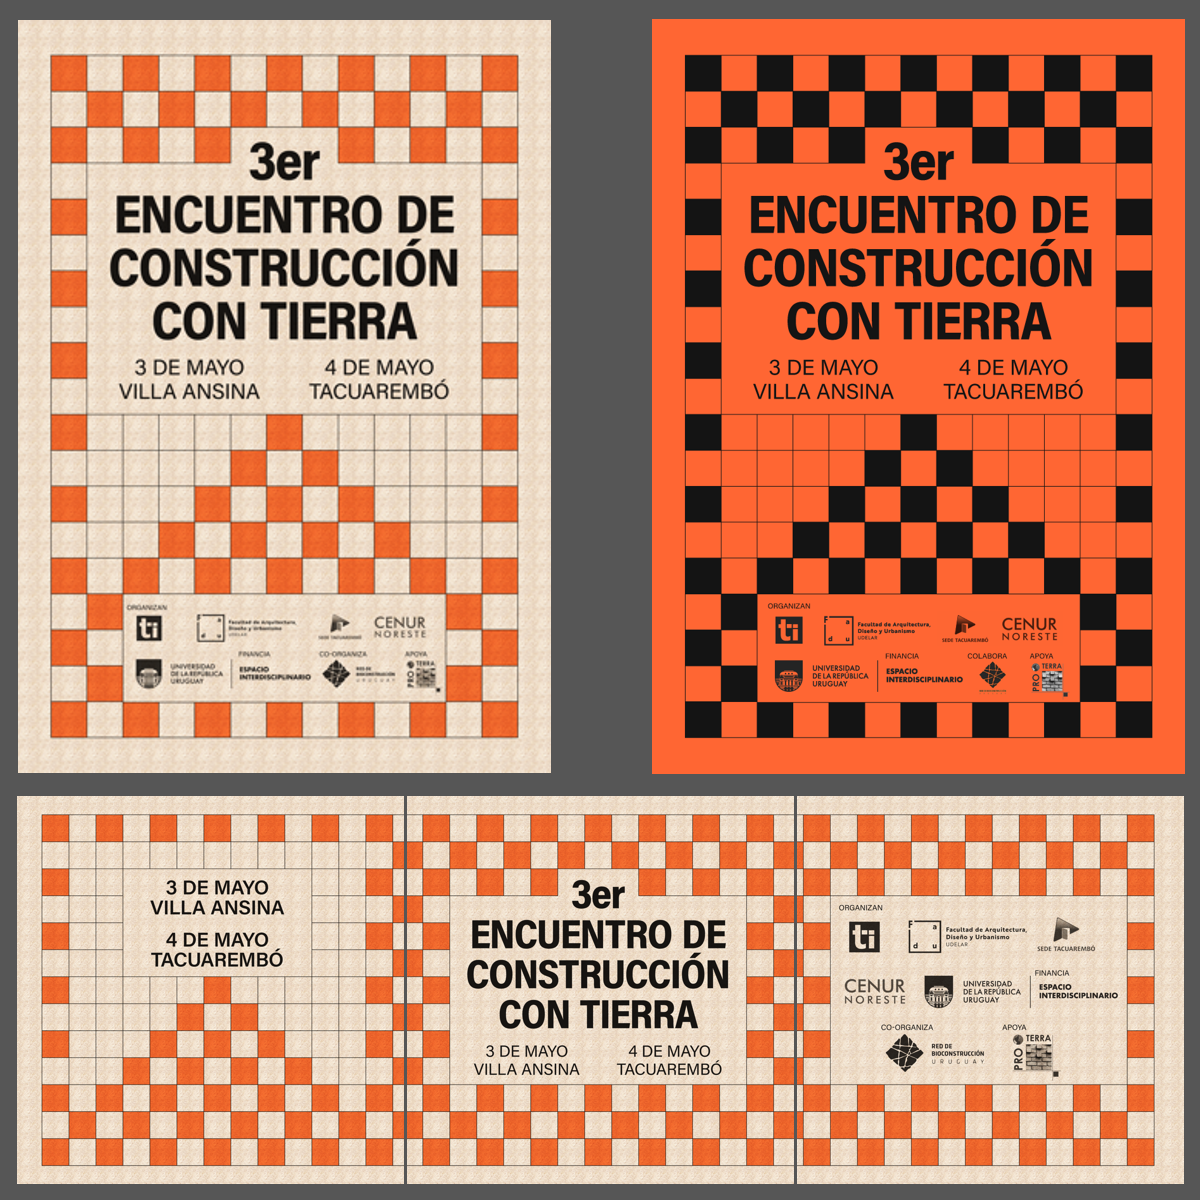 3er
ENCUENTRO DE
CONSTRUCCIÓN
CON TIERRA
3 DE MAYO
VILLA ANSINA
4 DE MAYO
TACUAREMBÓ
ORGANIZAN
ti
Fa
du
Facultad de Arquitectura,
Diseño y Urbanismo
UDELAR
SEDE TACUAREMBÓ
CENUR
NORESTE
UNIVERSIDAD
DE LA REPÚBLICA
URUGUAY
FINANCIA
ESPACIO
INTERDISCIPLINARIO
CO-ORGANIZA
RED DE
BIOCONSTRUCCIÓN
URUGUAY
APOYA
PRO TERRA
3er
ENCUENTRO DE
CONSTRUCCIÓN
CON TIERRA
3 DE MAYO
VILLA ANSINA
4 DE MAYO
TACUAREMBÓ
ORGANIZAN
ti
Fa
du
Facultad de Arquitectura,
Diseño y Urbanismo
UDELAR
SEDE TACUAREMBÓ
CENUR
NORESTE
UNIVERSIDAD
DE LA REPÚBLICA
URUGUAY
FINANCIA
ESPACIO
INTERDISCIPLINARIO
COLABORA
APOYA
PRO TERRA
3 DE MAYO
VILLA ANSINA
4 DE MAYO
TACUAREMBÓ
3er
ENCUENTRO DE
CONSTRUCCIÓN
CON TIERRA
3 DE MAYO
VILLA ANSINA
4 DE MAYO
TACUAREMBÓ
ORGANIZAN
ti
Fa
du
Facultad de Arquitectura,
Diseño y Urbanismo
UDELAR
SEDE TACUAREMBÓ
CENUR
NORESTE
UNIVERSIDAD
DE LA REPÚBLICA
URUGUAY
FINANCIA
ESPACIO
INTERDISCIPLINARIO
CO-ORGANIZA
RED DE
BIOCONSTRUCCIÓN
URUGUAY
APOYA
PRO TERRA